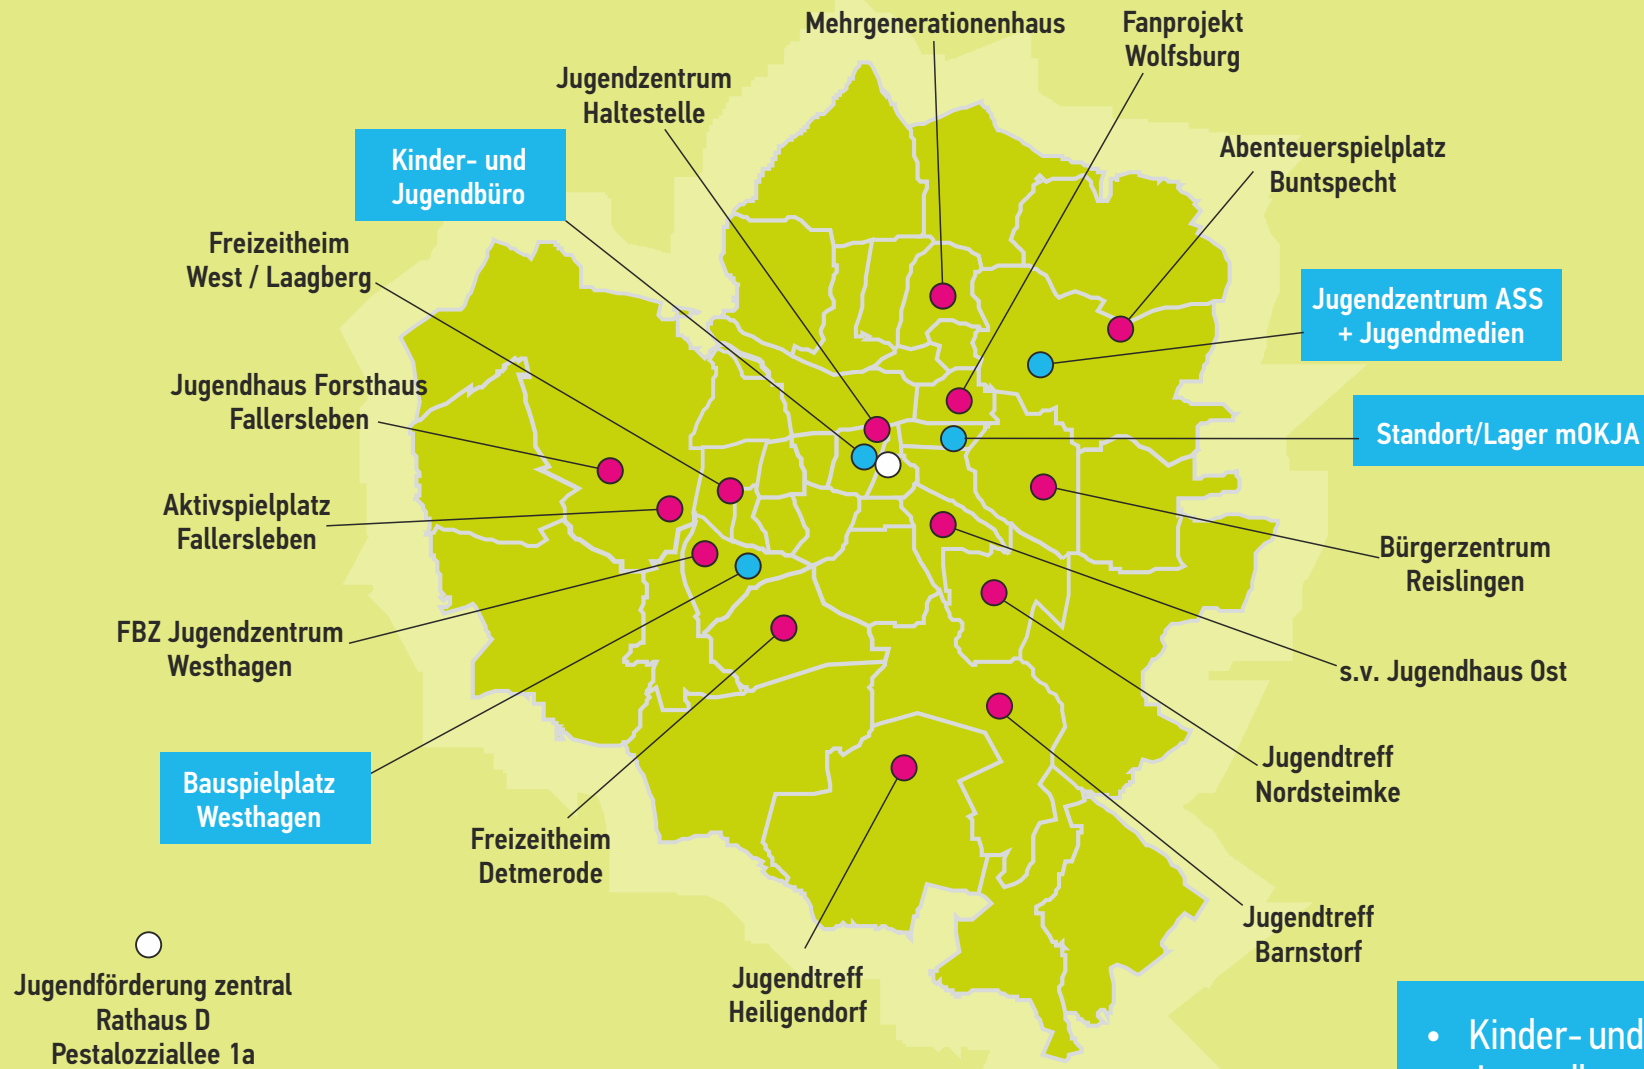 Mehrgenerationenhaus
Fanprojekt
Wolfsburg
Jugendzentrum
Haltestelle
Kinder- und
Jugendbüro
Abenteuerspielplatz
Buntspecht
Freizeitheim
West / Laagberg
Jugendzentrum ASS
+ Jugendmedien
Jugendhaus Forsthaus
Fallersleben
Standort/Lager mOKJA
Aktivspielplatz
Fallersleben
Bürgerzentrum
Reislingen
FBZ Jugendzentrum
Westhagen
s.v. Jugendhaus Ost
Bauspielplatz
Westhagen
Jugendtreff
Nordsteimke
Freizeitheim
Detmerode
Jugendtreff
Barnstorf
Jugendtreff
Heiligendorf
Jugendförderung zentral
Rathaus D
Pestalozziallee 1a
• Kinder- und